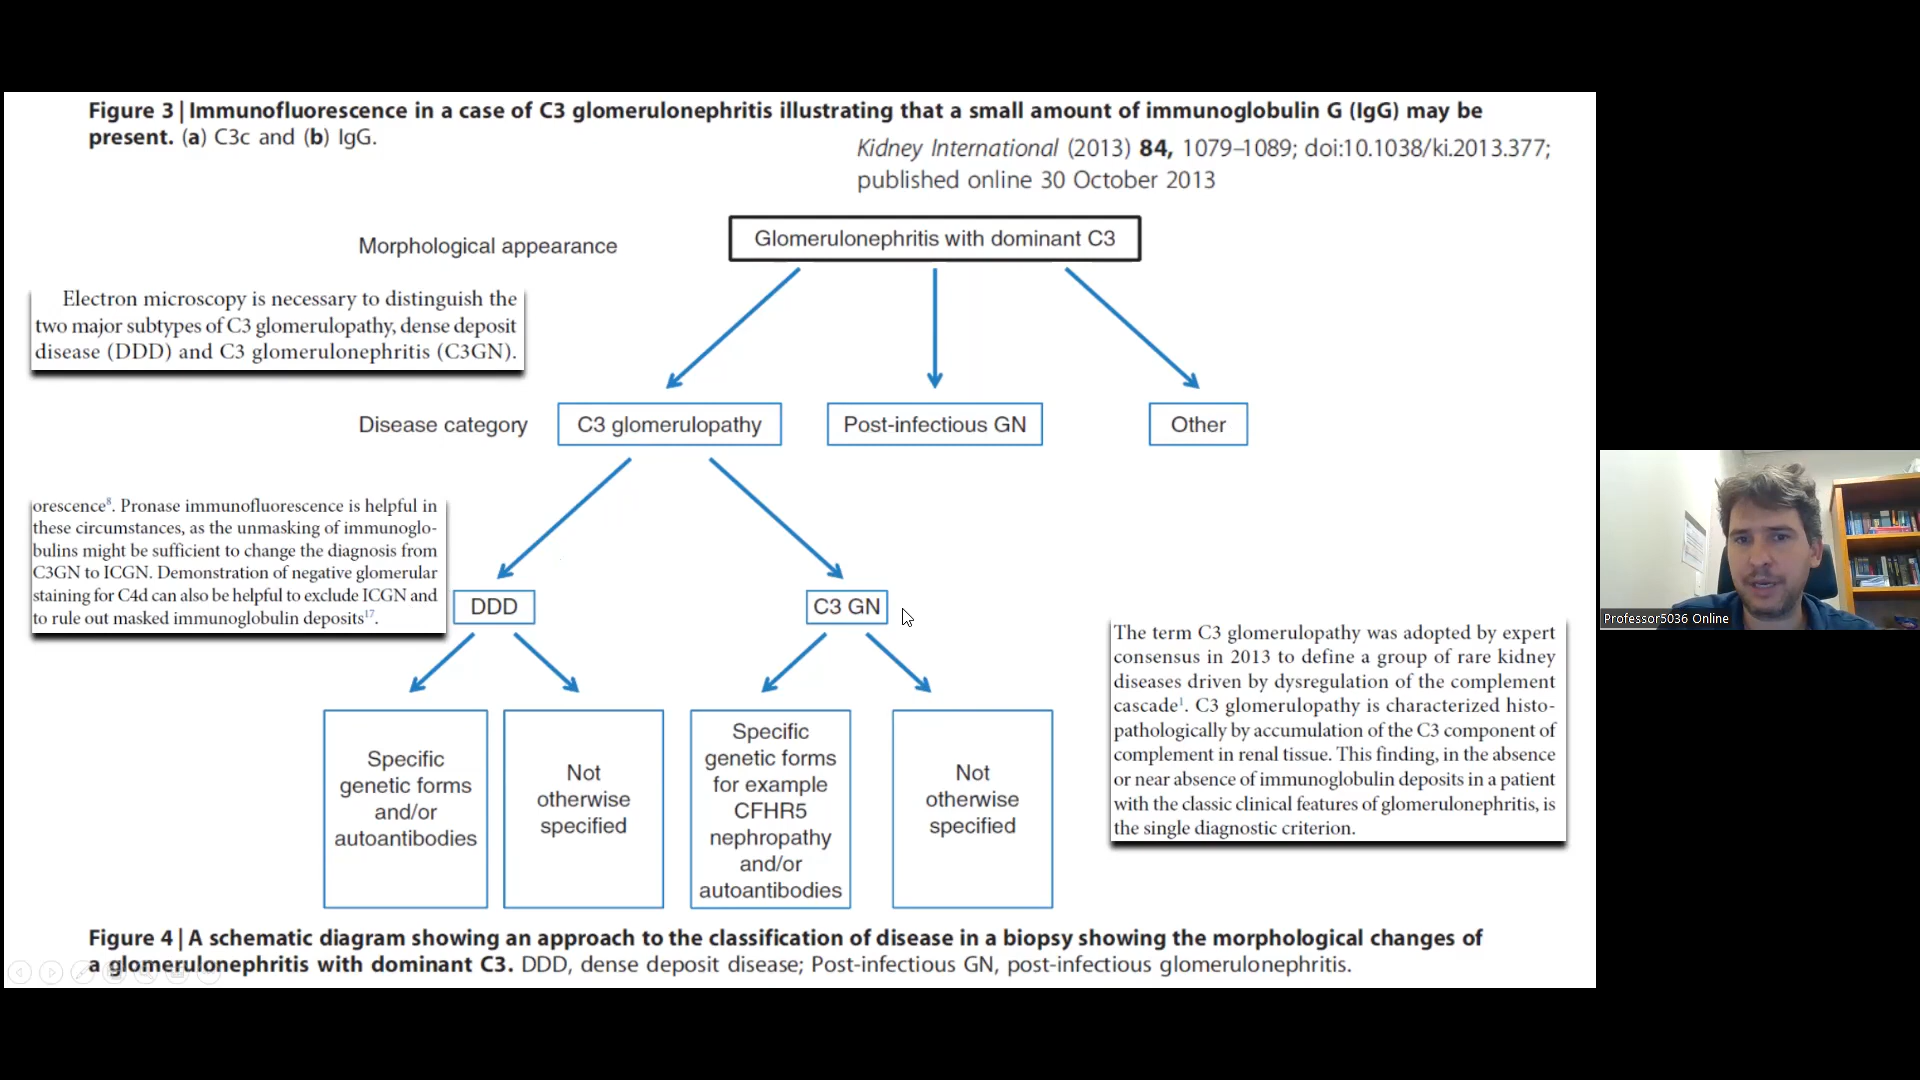 Figure 3 | Immunofluorescence in a case of C3 glomerulonephritis illustrating that a small amount of immunoglobulin G (IgG) may be
present. (a) C3c and (b) IgG.
Kidney International (2013) 84, 1079–1089; doi:10.1038/ki.2013.377;
published online 30 October 2013
Morphological appearance
Glomerulonephritis with dominant C3
Electron microscopy is necessary to distinguish the
two major subtypes of C3 glomerulopathy, dense deposit
disease (DDD) and C3 glomerulonephritis (C3GN).
Disease category
C3 glomerulopathy
Post-infectious GN
Other
orescence8. Pronase immunofluorescence is helpful in
these circumstances, as the unmasking of immunoglo-
bulins might be sufficient to change the diagnosis from
C3GN to ICGN. Demonstration of negative glomerular
staining for C4d can also be helpful to exclude ICGN and
to rule out masked immunoglobulin deposits17.
DDD
C3 GN
Professor5036 Online
The term C3 glomerulopathy was adopted by expert
consensus in 2013 to define a group of rare kidney
diseases driven by dysregulation of the complement
cascade1. C3 glomerulopathy is characterized histo-
pathologically by accumulation of the C3 component of
complement in renal tissue. This finding, in the absence
or near absence of immunoglobulin deposits in a patient
with the classic clinical features of glomerulonephritis, is
the single diagnostic criterion.
Specific
genetic forms
and/or
autoantibodies
Not
otherwise
specified
Specific
genetic forms
for example
CFHR5
nephropathy
and/or
autoantibodies
Not
otherwise
specified
Figure 4 | A schematic diagram showing an approach to the classification of disease in a biopsy showing the morphological changes of
a glomerulonephritis with dominant C3. DDD, dense deposit disease; Post-infectious GN, post-infectious glomerulonephritis.